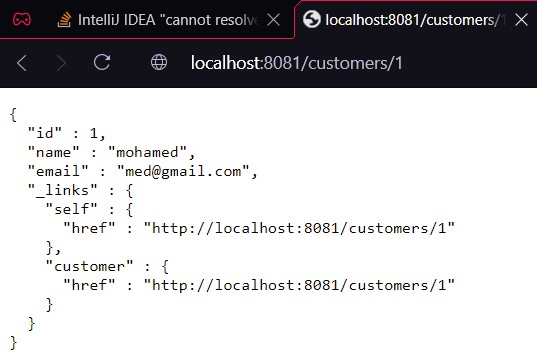 IntelliJ IDEA "cannot resolve
localhost:8081/customers/1
localhost:8081/customers/1
{
  "id" : 1,
  "name" : "mohamed",
  "email" : "med@gmail.com",
  "_links" : {
    "self" : {
      "href" : "http://localhost:8081/customers/1"
    },
    "customer" : {
      "href" : "http://localhost:8081/customers/1"
    }
  }
}